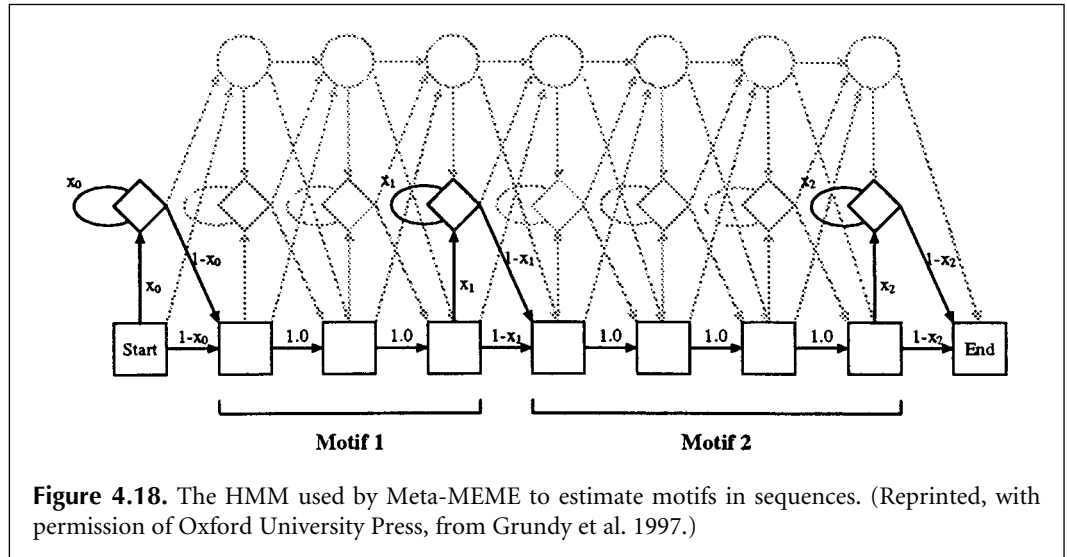 x₀ x₁ x₂
1-x₀ 1-x₁ 1-x₂
x₀ x₁ x₂
Start 1-x₀ 1.0 1.0 1-x₁ 1.0 1.0 1.0 1-x₂ End
Motif 1 Motif 2
Figure 4.18. The HMM used by Meta-MEME to estimate motifs in sequences. (Reprinted, with
permission of Oxford University Press, from Grundy et al. 1997.)